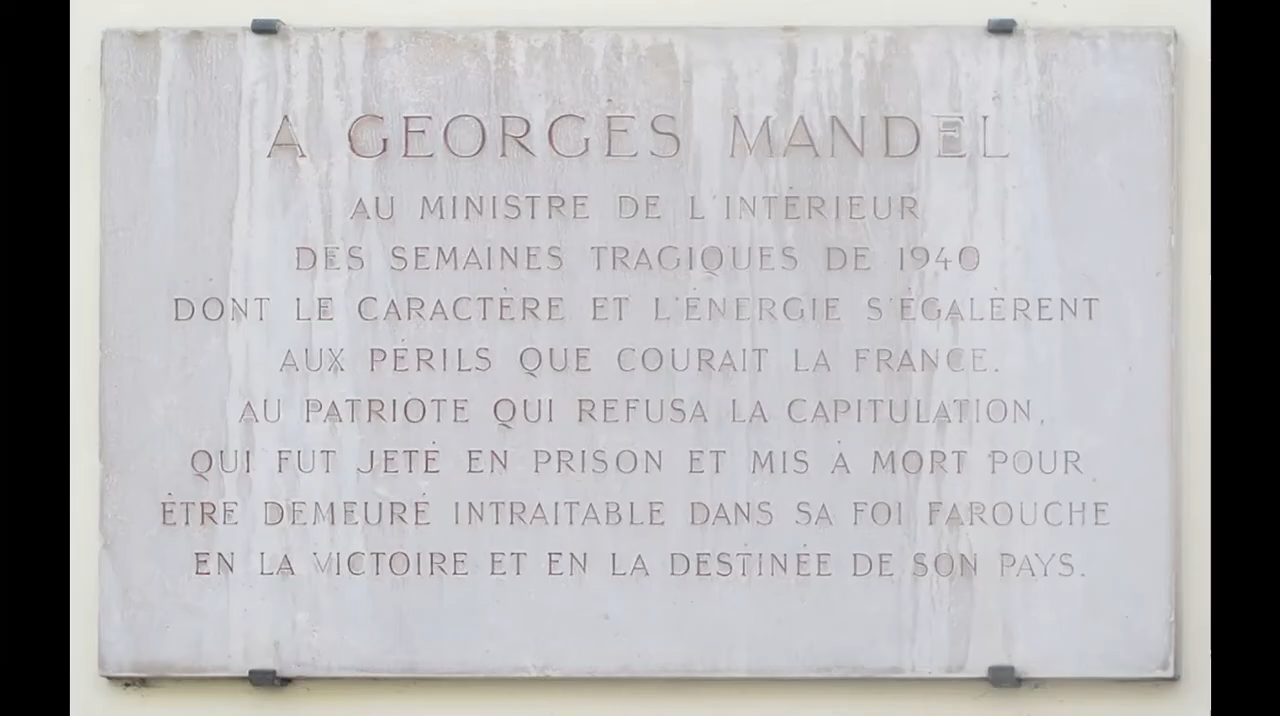 A GEORGES MANDEL
AU MINISTRE DE L'INTÉRIEUR
DES SEMAINES TRAGIQUES DE 1940
DONT LE CARACTÈRE ET L'ÉNERGIE S'ÉGALÈRENT
AUX PÉRILS QUE COURAIT LA FRANCE.
AU PATRIOTE QUI REFUSA LA CAPITULATION,
QUI FUT JETÉ EN PRISON ET MIS À MORT POUR
ÊTRE DEMEURÉ INTRAITABLE DANS SA FOI FAROUCHE
EN LA VICTOIRE ET EN LA DESTINÉE DE SON PAYS.